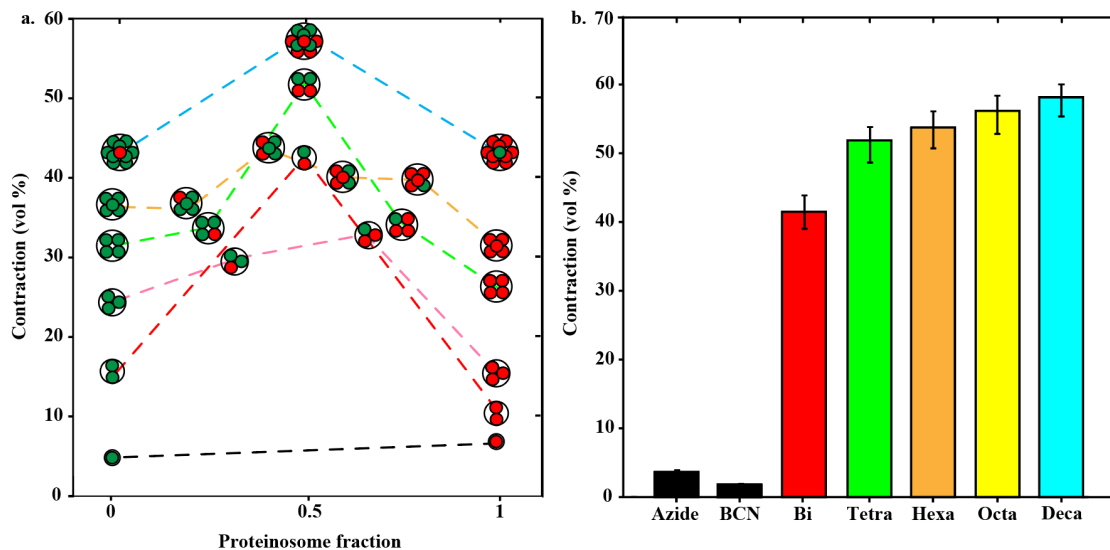 a.
Contraction (vol %)
60
50
40
30
20
10
0
0 0.5 1
Proteinosome fraction
b.
Contraction (vol %)
70
60
50
40
30
20
10
0
Azide BCN Bi Tetra Hexa Octa Deca